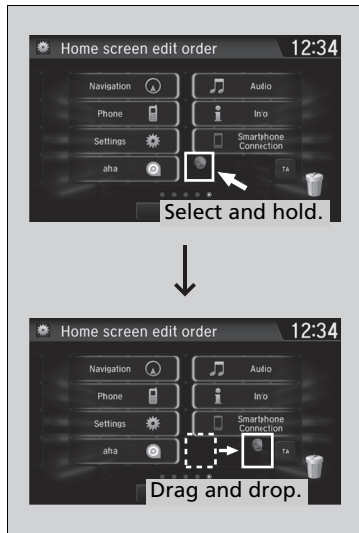 Home screen edit order 12:34
Navigation Audio
Phone Info
Settings Smartphone
Connection
aha TA
Select and hold.
Home screen edit order 12:34
Navigation Audio
Phone Info
Settings Smartphone
Connection
aha TA
Drag and drop.